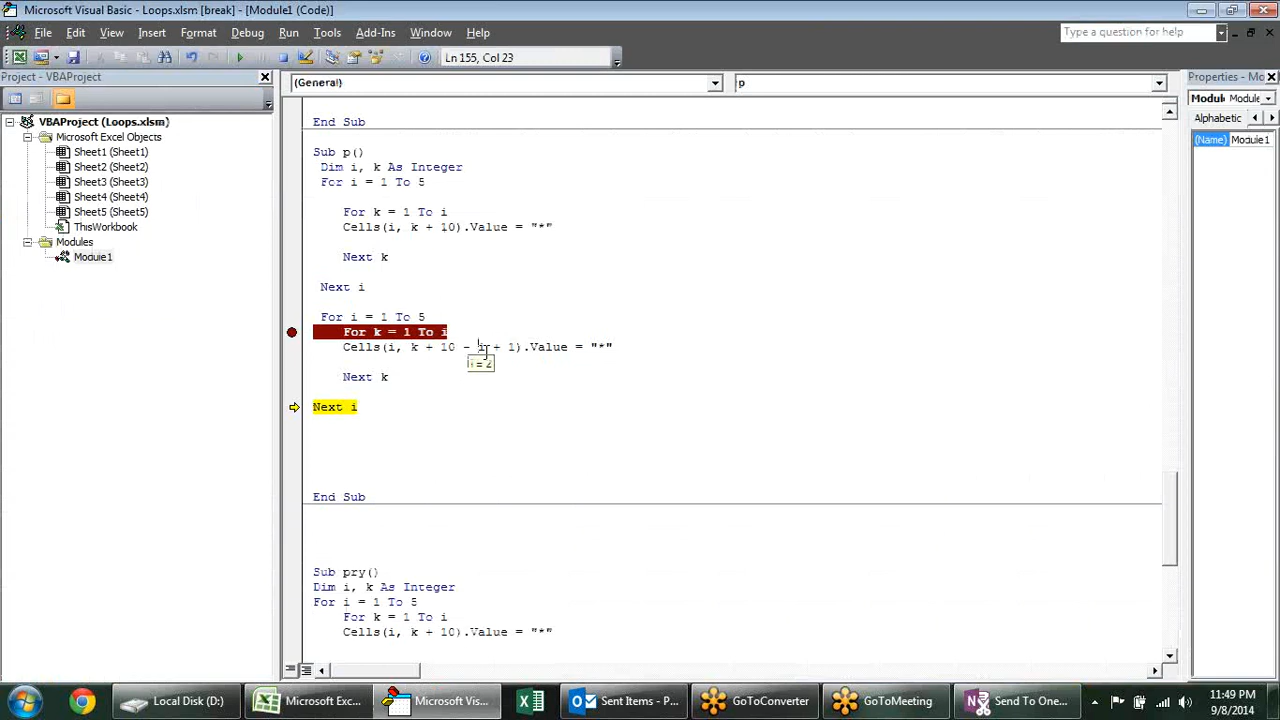 Microsoft Visual Basic - Loops.xlsm [break] - [Module1 (Code)]
File Edit View Insert Format Debug Run Tools Add-Ins Window Help
Type a question for help
Ln 155, Col 23
Project - VBAProject
(General)
p
Properties - Mo
VBAProject (Loops.xlsm)
Microsoft Excel Objects
Sheet1 (Sheet1)
Sheet2 (Sheet2)
Sheet3 (Sheet3)
Sheet4 (Sheet4)
Sheet5 (Sheet5)
ThisWorkbook
Modules
Module1
Modul Module
Alphabetic
(Name) Module1
End Sub
Sub p()
Dim i, k As Integer
For i = 1 To 5
For k = 1 To i
Cells(i, k + 10).Value = "*"
Next k
Next i
For i = 1 To 5
For k = 1 To i
Cells(i, k + 10 - i + 1).Value = "*"
i = 2
Next k
Next i
End Sub
Sub pry()
Dim i, k As Integer
For i = 1 To 5
For k = 1 To i
Cells(i, k + 10).Value = "*"
Local Disk (D:)
Microsoft Exc...
Microsoft Vis...
Sent Items - P...
GoToConverter
GoToMeeting
Send To One...
11:49 PM
9/8/2014